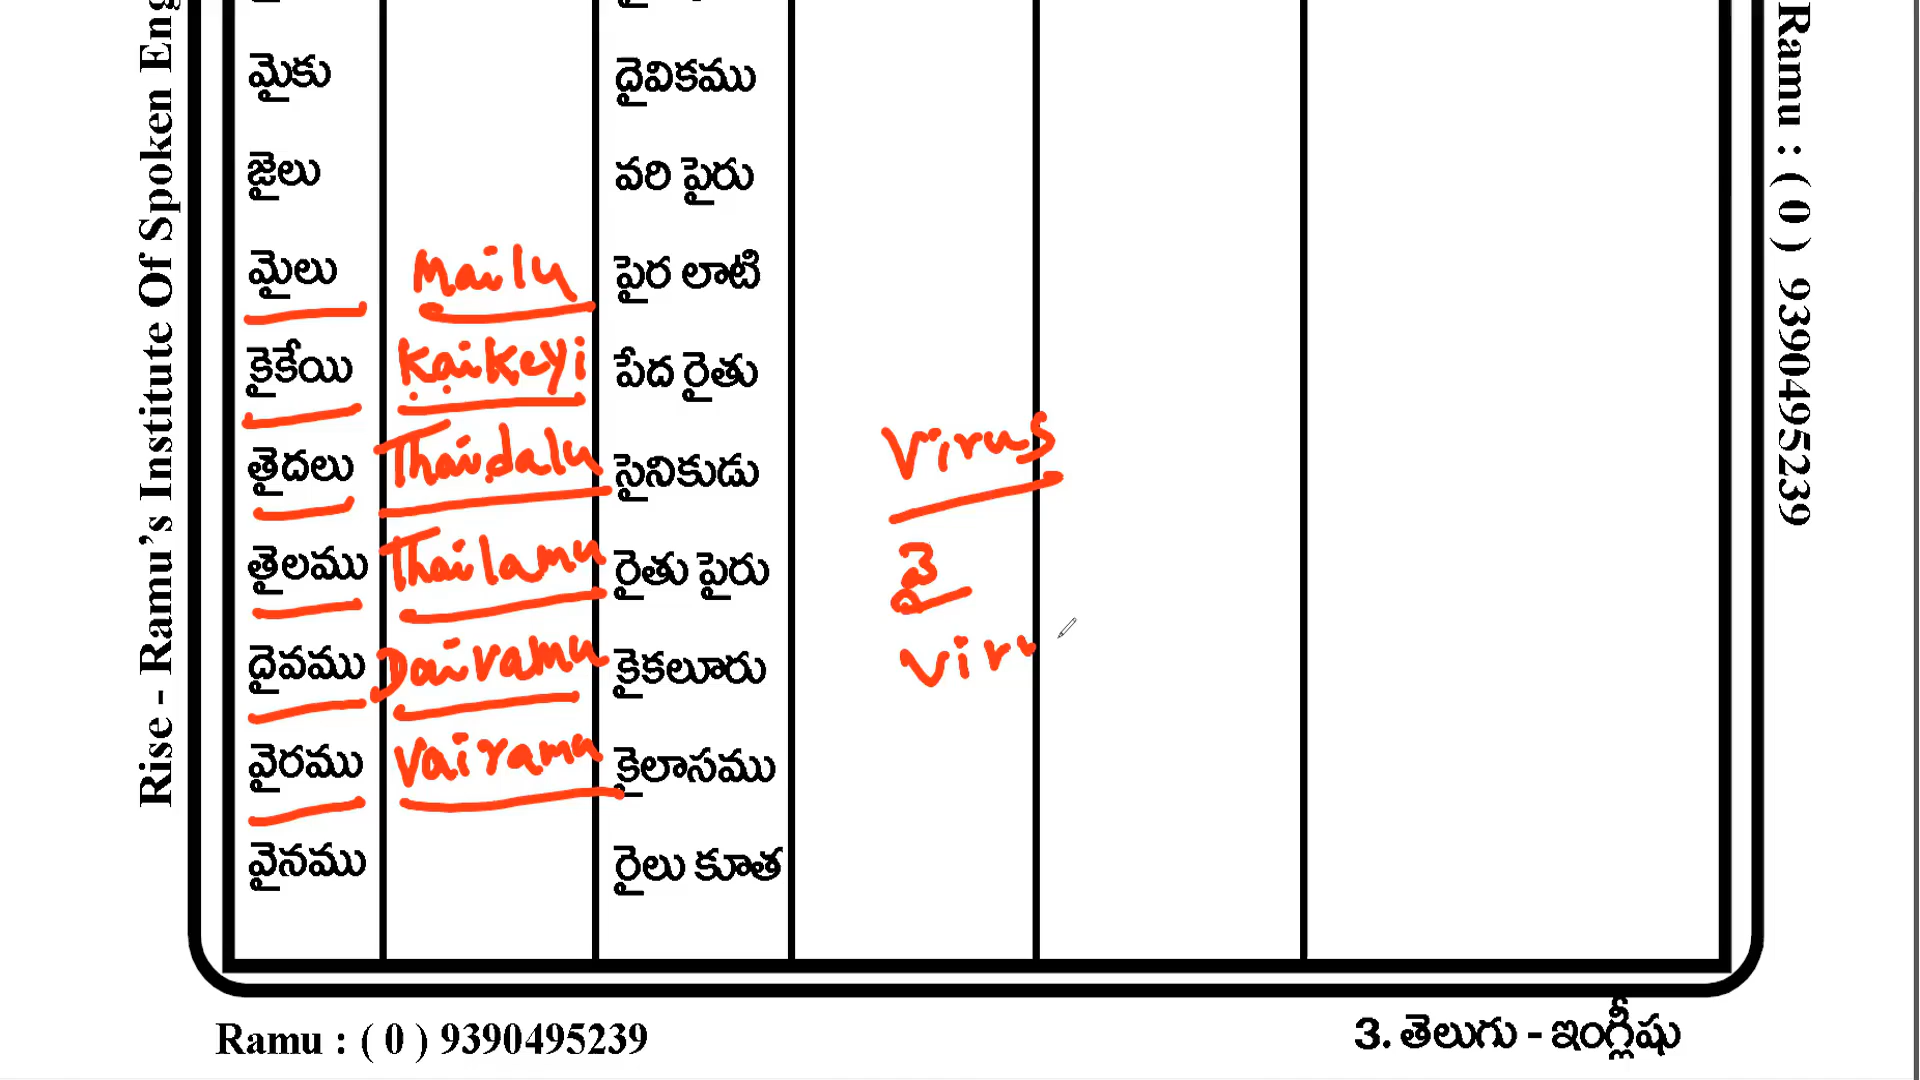 Rise - Ramu's Institute Of Spoken Eng
మైకు దైవికము
జైలు వరి పైరు
మైలు Mailu పైర లాటి
కైకేయి Kaikeyi పేద రైతు
తైదలు Thaidalu సైనికుడు Virus
తైలము Thailamu రైతు పైరు వై
దైవము Daivamu కైకలూరు Viru
వైరము Vairamu కైలాసము
వైనము రైలు కూత
Ramu : ( 0 ) 9390495239
Ramu : ( 0 ) 9390495239
3. తెలుగు - ఇంగ్లీషు